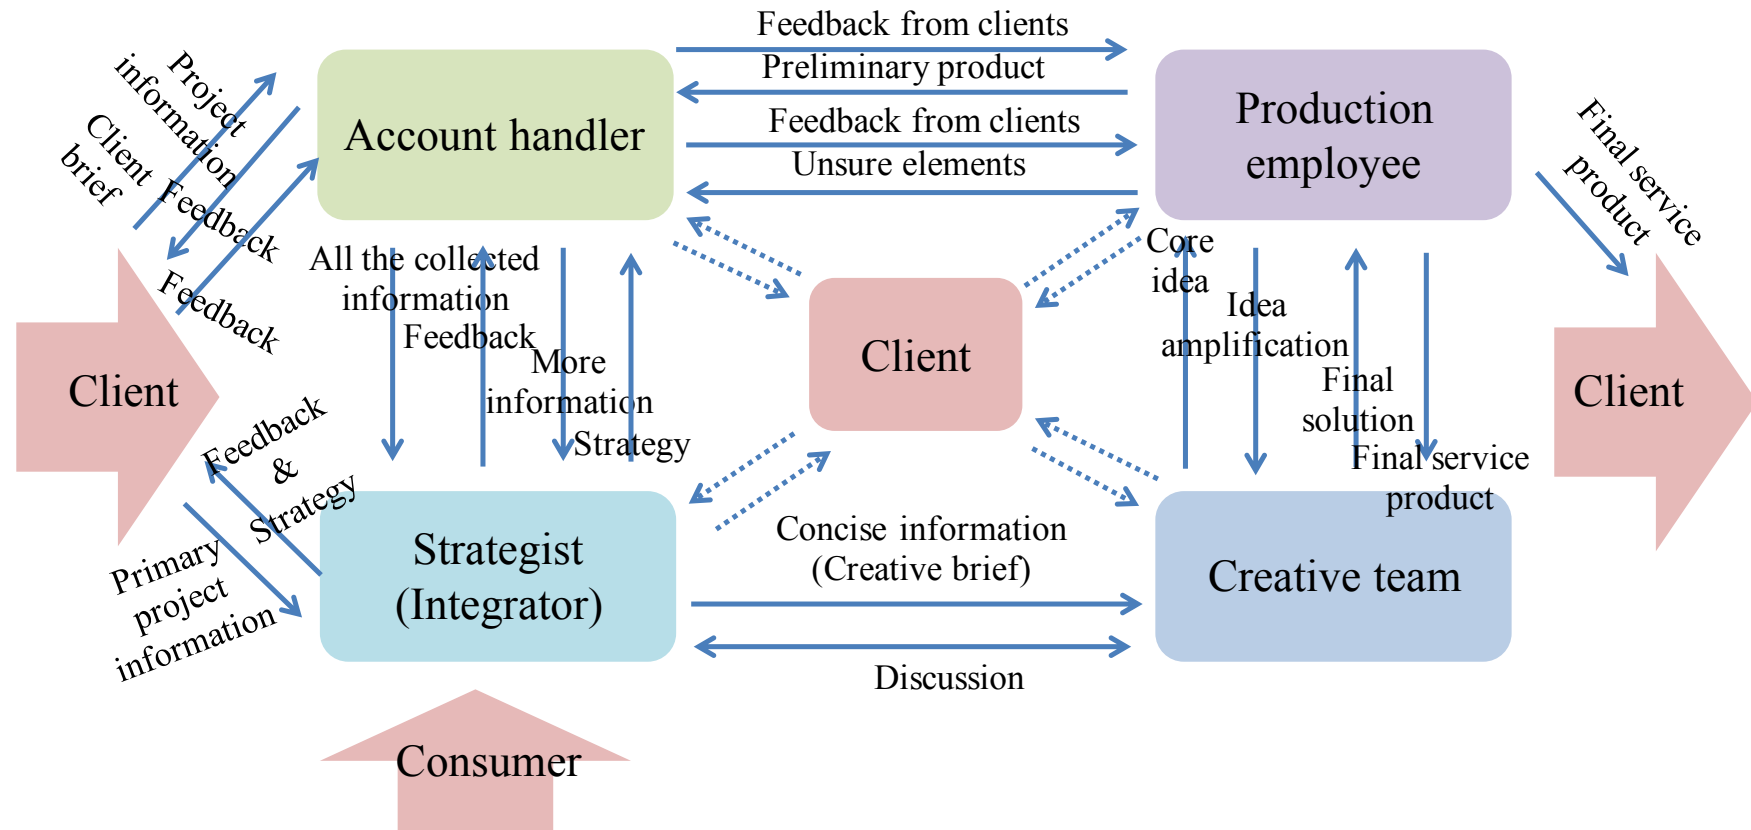 Feedback from clients
Preliminary product
Feedback from clients
Unsure elements
Account handler
Production
employee
Project
information
Client
brief
Feedback
Feedback
Final service
product
All the collected
information
Feedback
More
information
Strategy
Core
idea
Idea
amplification
Final
solution
Final service
product
Client
Client
Client
Feedback
&
Strategy
Primary
project
information
Strategist
(Integrator)
Concise information
(Creative brief)
Creative team
Discussion
Consumer